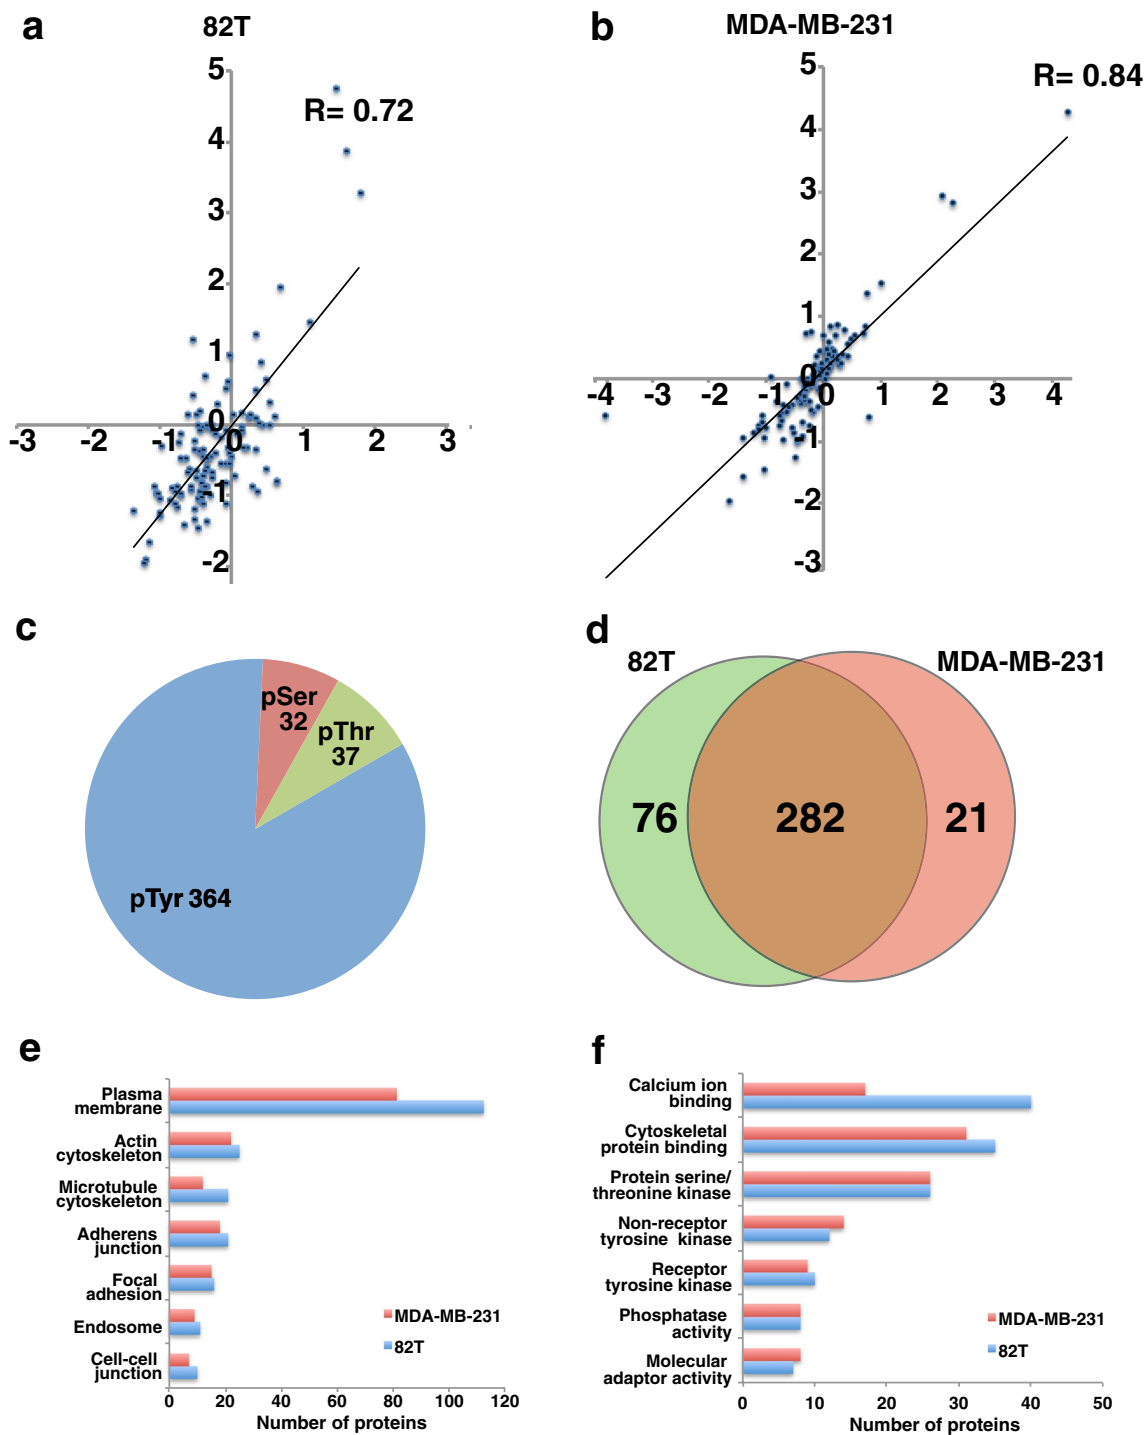 a
82T
5
R= 0.72
4
3
2
1
0
-3
-2
-1
0
1
2
3
-1
-2
b
MDA-MB-231
5
R= 0.84
4
3
2
1
0
-4
-3
-2
-1
0
1
2
3
4
-1
-2
-3
c
pSer
32
pThr
37
pTyr 364
d
82T
MDA-MB-231
76
282
21
e
Plasma
membrane
Actin
cytoskeleton
Microtubule
cytoskeleton
Adherens
junction
Focal
adhesion
Endosome
Cell-cell
junction
MDA-MB-231
82T
0
20
40
60
80
100
120
Number of proteins
f
Calcium ion
binding
Cytoskeletal
protein binding
Protein serine/
threonine kinase
Non-receptor
tyrosine kinase
Receptor
tyrosine kinase
Phosphatase
activity
Molecular
adaptor activity
MDA-MB-231
82T
0
10
20
30
40
50
Number of proteins